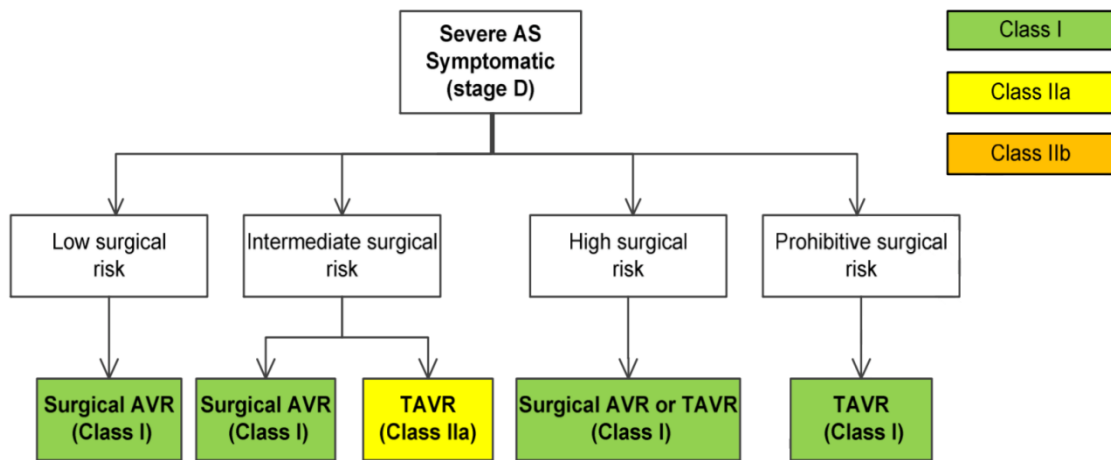 Severe AS
Symptomatic
(stage D)
Class I
Class IIa
Class IIb
Low surgical
risk
Intermediate surgical
risk
High surgical
risk
Prohibitive surgical
risk
Surgical AVR
(Class I)
Surgical AVR
(Class I)
TAVR
(Class IIa)
Surgical AVR or TAVR
(Class I)
TAVR
(Class I)